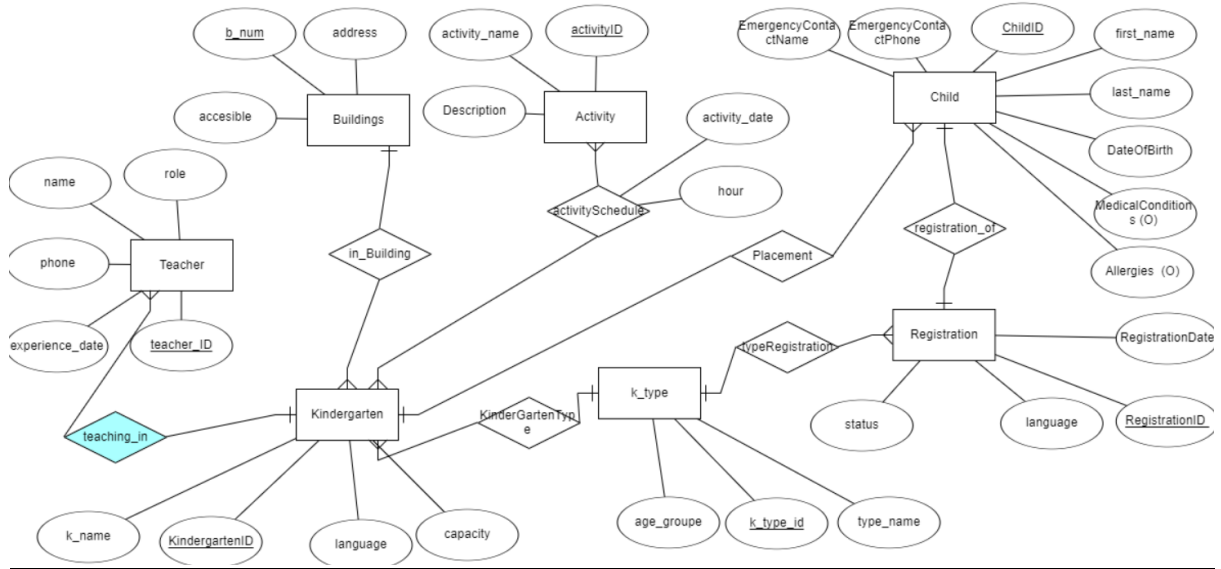 b_num
address
accesible
Buildings
activity_name
activityID
Description
Activity
activity_date
hour
activitySchedule
EmergencyConta
ctName
EmergencyConta
ctPhone
ChildID
first_name
last_name
DateOfBirth
MedicalCondition
s (O)
Allergies (O)
Child
name
role
phone
Teacher
experience_date
teacher_ID
in_Building
Placement
registration_of
Registration
RegistrationDate
RegistrationID
language
status
typeRegistration
k_type
KinderGartenTyp
e
Kindergarten
teaching_in
k_name
KindergartenID
language
capacity
age_groupe
k_type_id
type_name